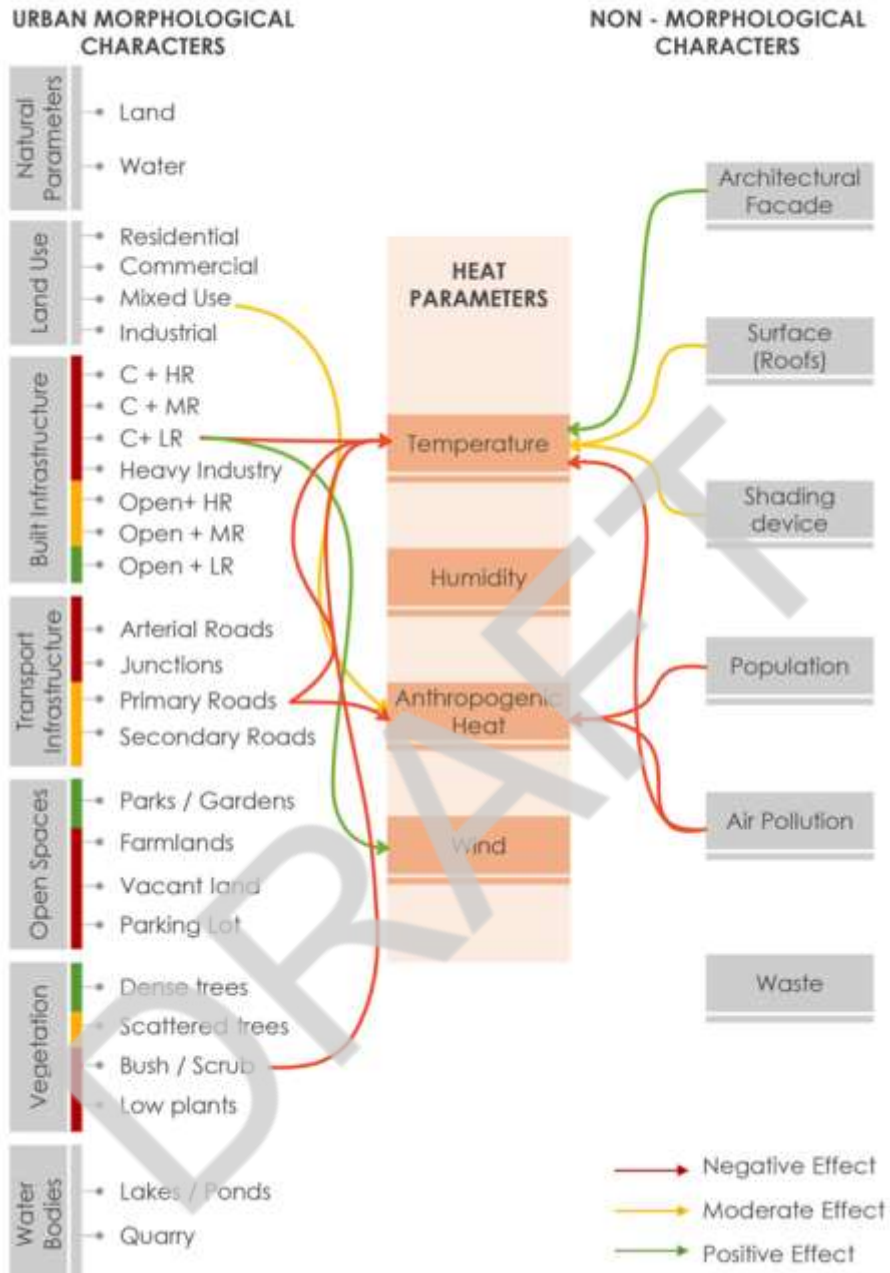 URBAN MORPHOLOGICAL
CHARACTERS
Natural
Parameters
Land
Water
Land Use
Residential
Commercial
Mixed Use
Industrial
Built Infrastructure
C + HR
C + MR
C+ LR
Heavy Industry
Open+ HR
Open + MR
Open + LR
Transport
Infrastructure
Arterial Roads
Junctions
Primary Roads
Secondary Roads
Open Spaces
Parks / Gardens
Farmlands
Vacant land
Parking Lot
Vegetation
Dense trees
Scattered trees
Bush / Scrub
Low plants
Water
Bodies
Lakes / Ponds
Quarry
HEAT
PARAMETERS
Temperature
Humidity
Anthropogenic
Heat
Wind
NON - MORPHOLOGICAL
CHARACTERS
Architectural
Facade
Surface
(Roofs)
Shading
device
Population
Air Pollution
Waste
Negative Effect
Moderate Effect
Positive Effect
DRAFT